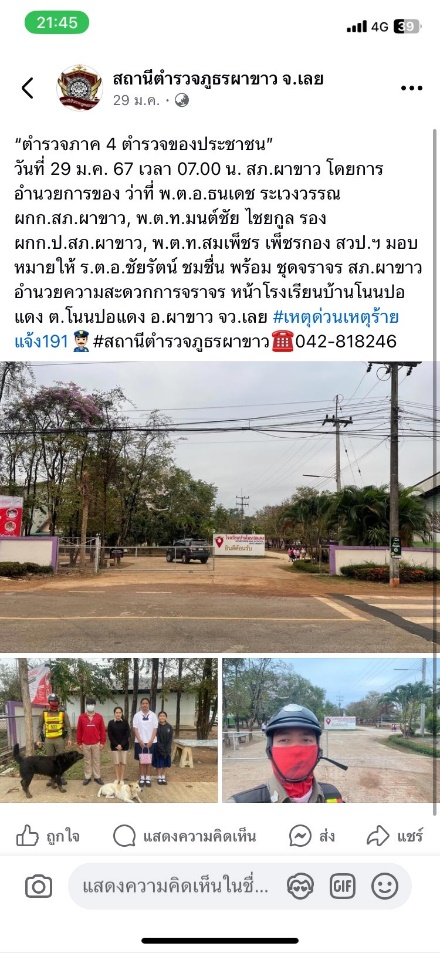 21:45
4G 39
สถานีตำรวจภูธรผาขาว จ.เลย
29 ม.ค. ·
“ตำรวจภาค 4 ตำรวจของประชาชน”
วันที่ 29 ม.ค. 67 เวลา 07.00 น. สภ.ผาขาว โดยการ
อำนวยการของ ว่าที่ พ.ต.อ.ธนเดช ระเวงวรรณ
ผกก.สภ.ผาขาว, พ.ต.ท.มนต์ชัย ไชยกูล รอง
ผกก.ป.สภ.ผาขาว, พ.ต.ท.สมเพ็ชร เพ็ชรกอง สวป.ฯ มอบ
หมายให้ ร.ต.อ.ชัยรัตน์ ชมชื่น พร้อม ชุดจราจร สภ.ผาขาว
อำนวยความสะดวกการจราจร หน้าโรงเรียนบ้านโนนปอ
แดง ต.โนนปอแดง อ.ผาขาว จว.เลย #เหตุด่วนเหตุร้าย
แจ้ง191👮🏻#สถานีตำรวจภูธรผาขาว☎️042-818246
ยินดีต้อนรับ
ถูกใจ
แสดงความคิดเห็น
ส่ง
แชร์
แสดงความคิดเห็นในชื่...
GIF